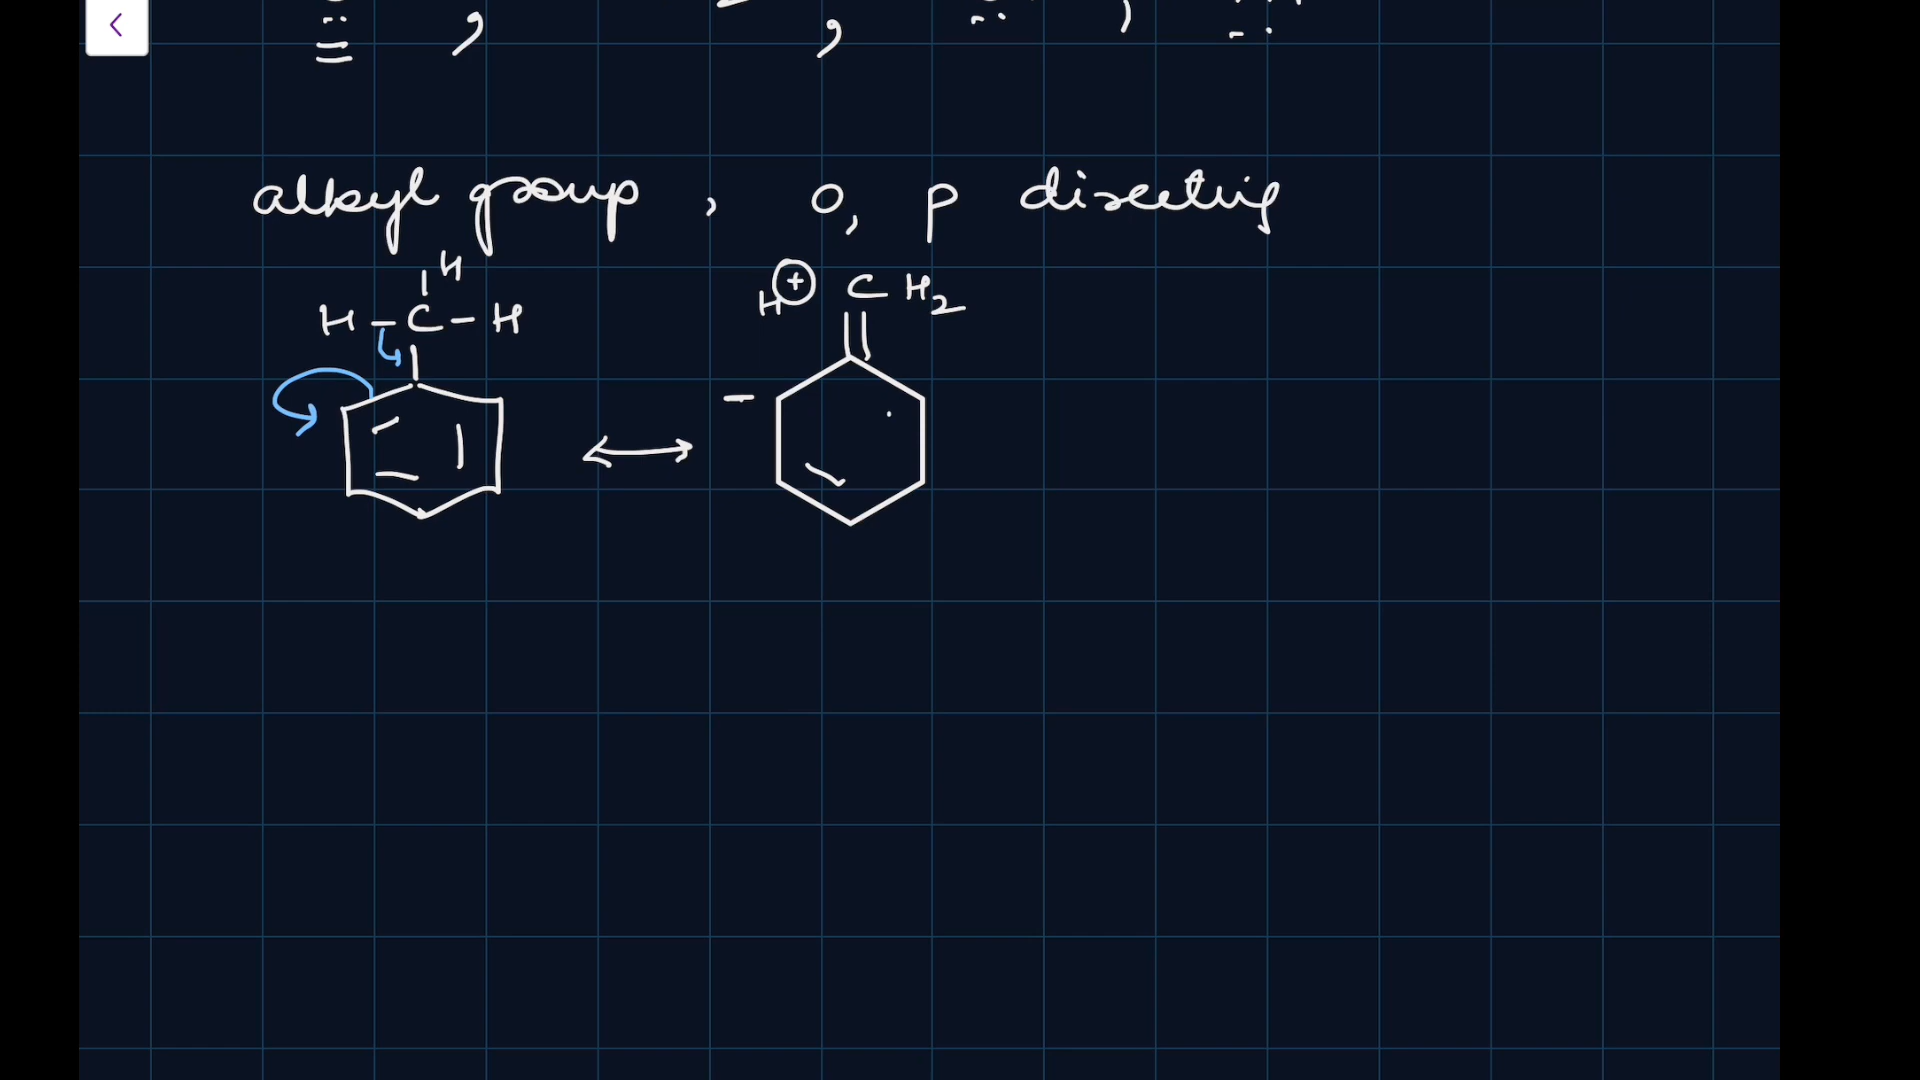 alkyl group , o, p directing
H
H - C - H
H⊕ CH2
-